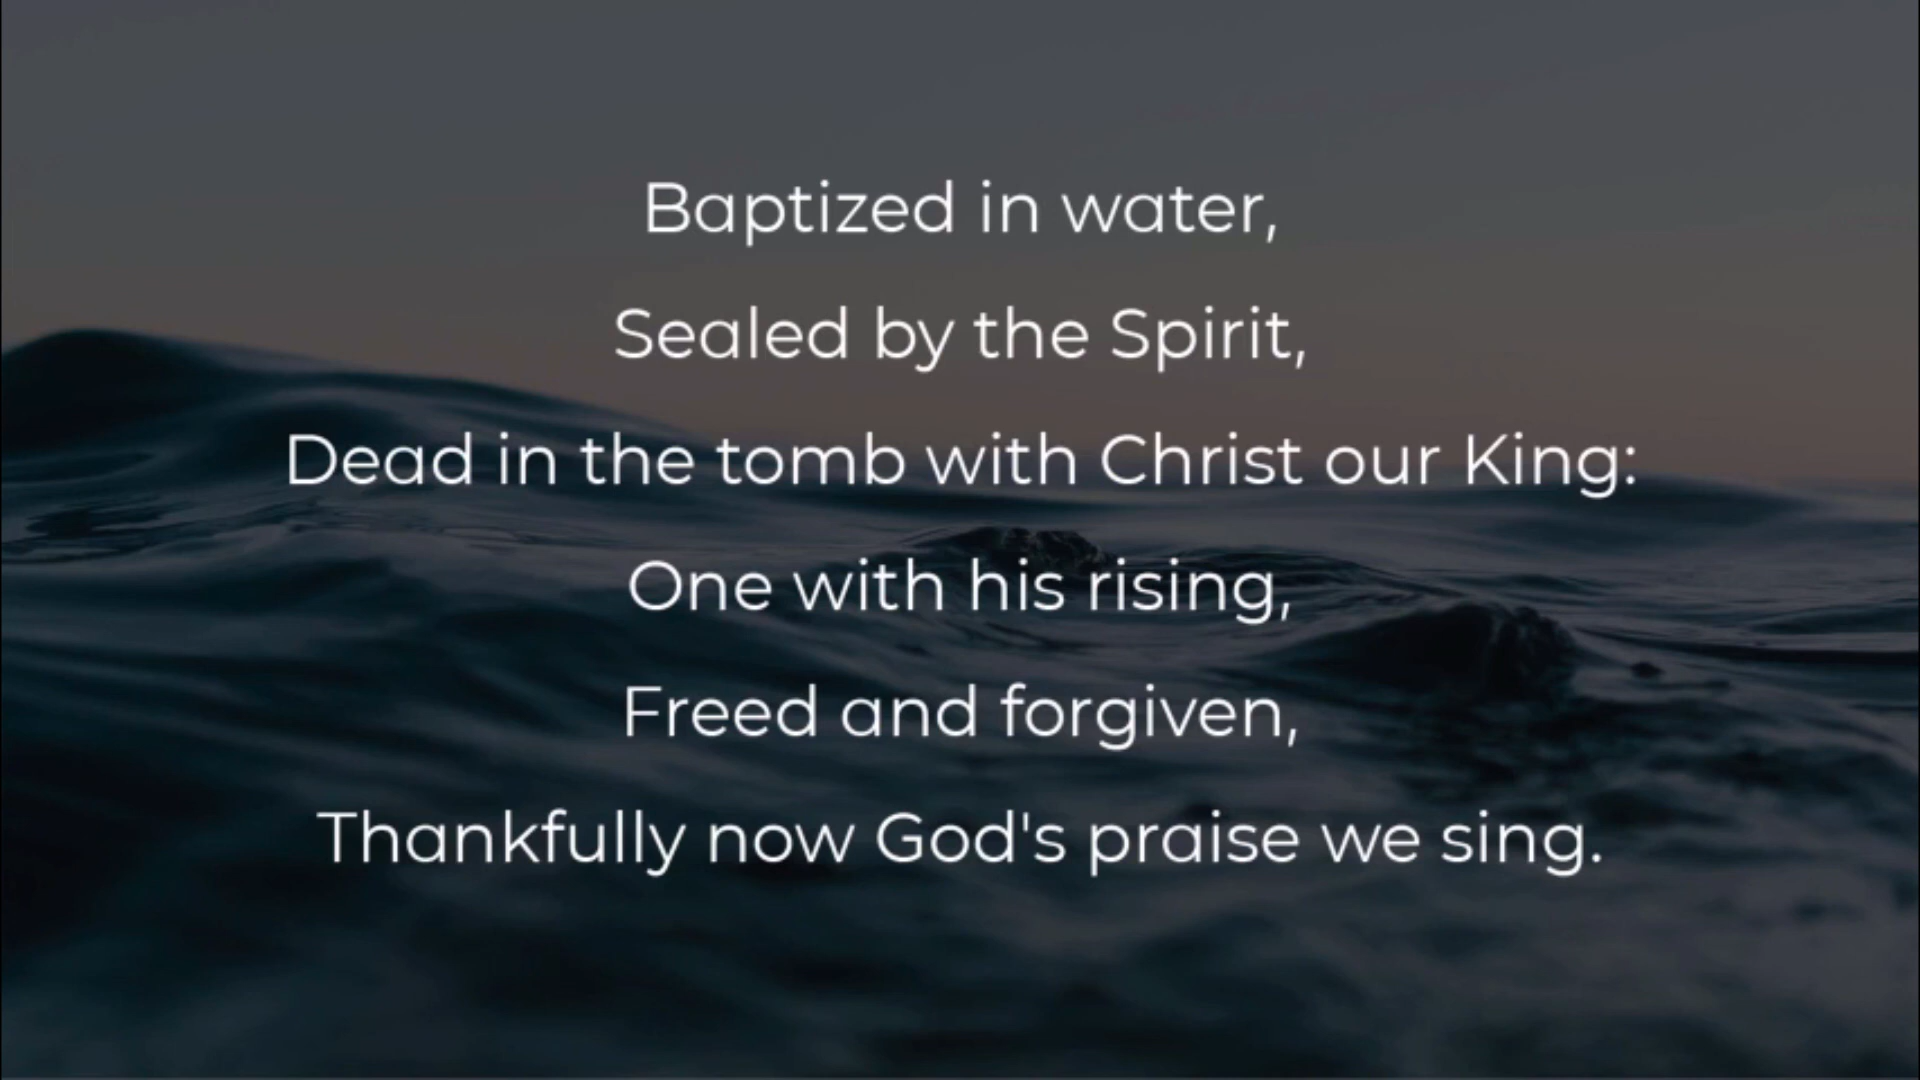 Baptized in water,
Sealed by the Spirit,
Dead in the tomb with Christ our King:
One with his rising,
Freed and forgiven,
Thankfully now God's praise we sing.